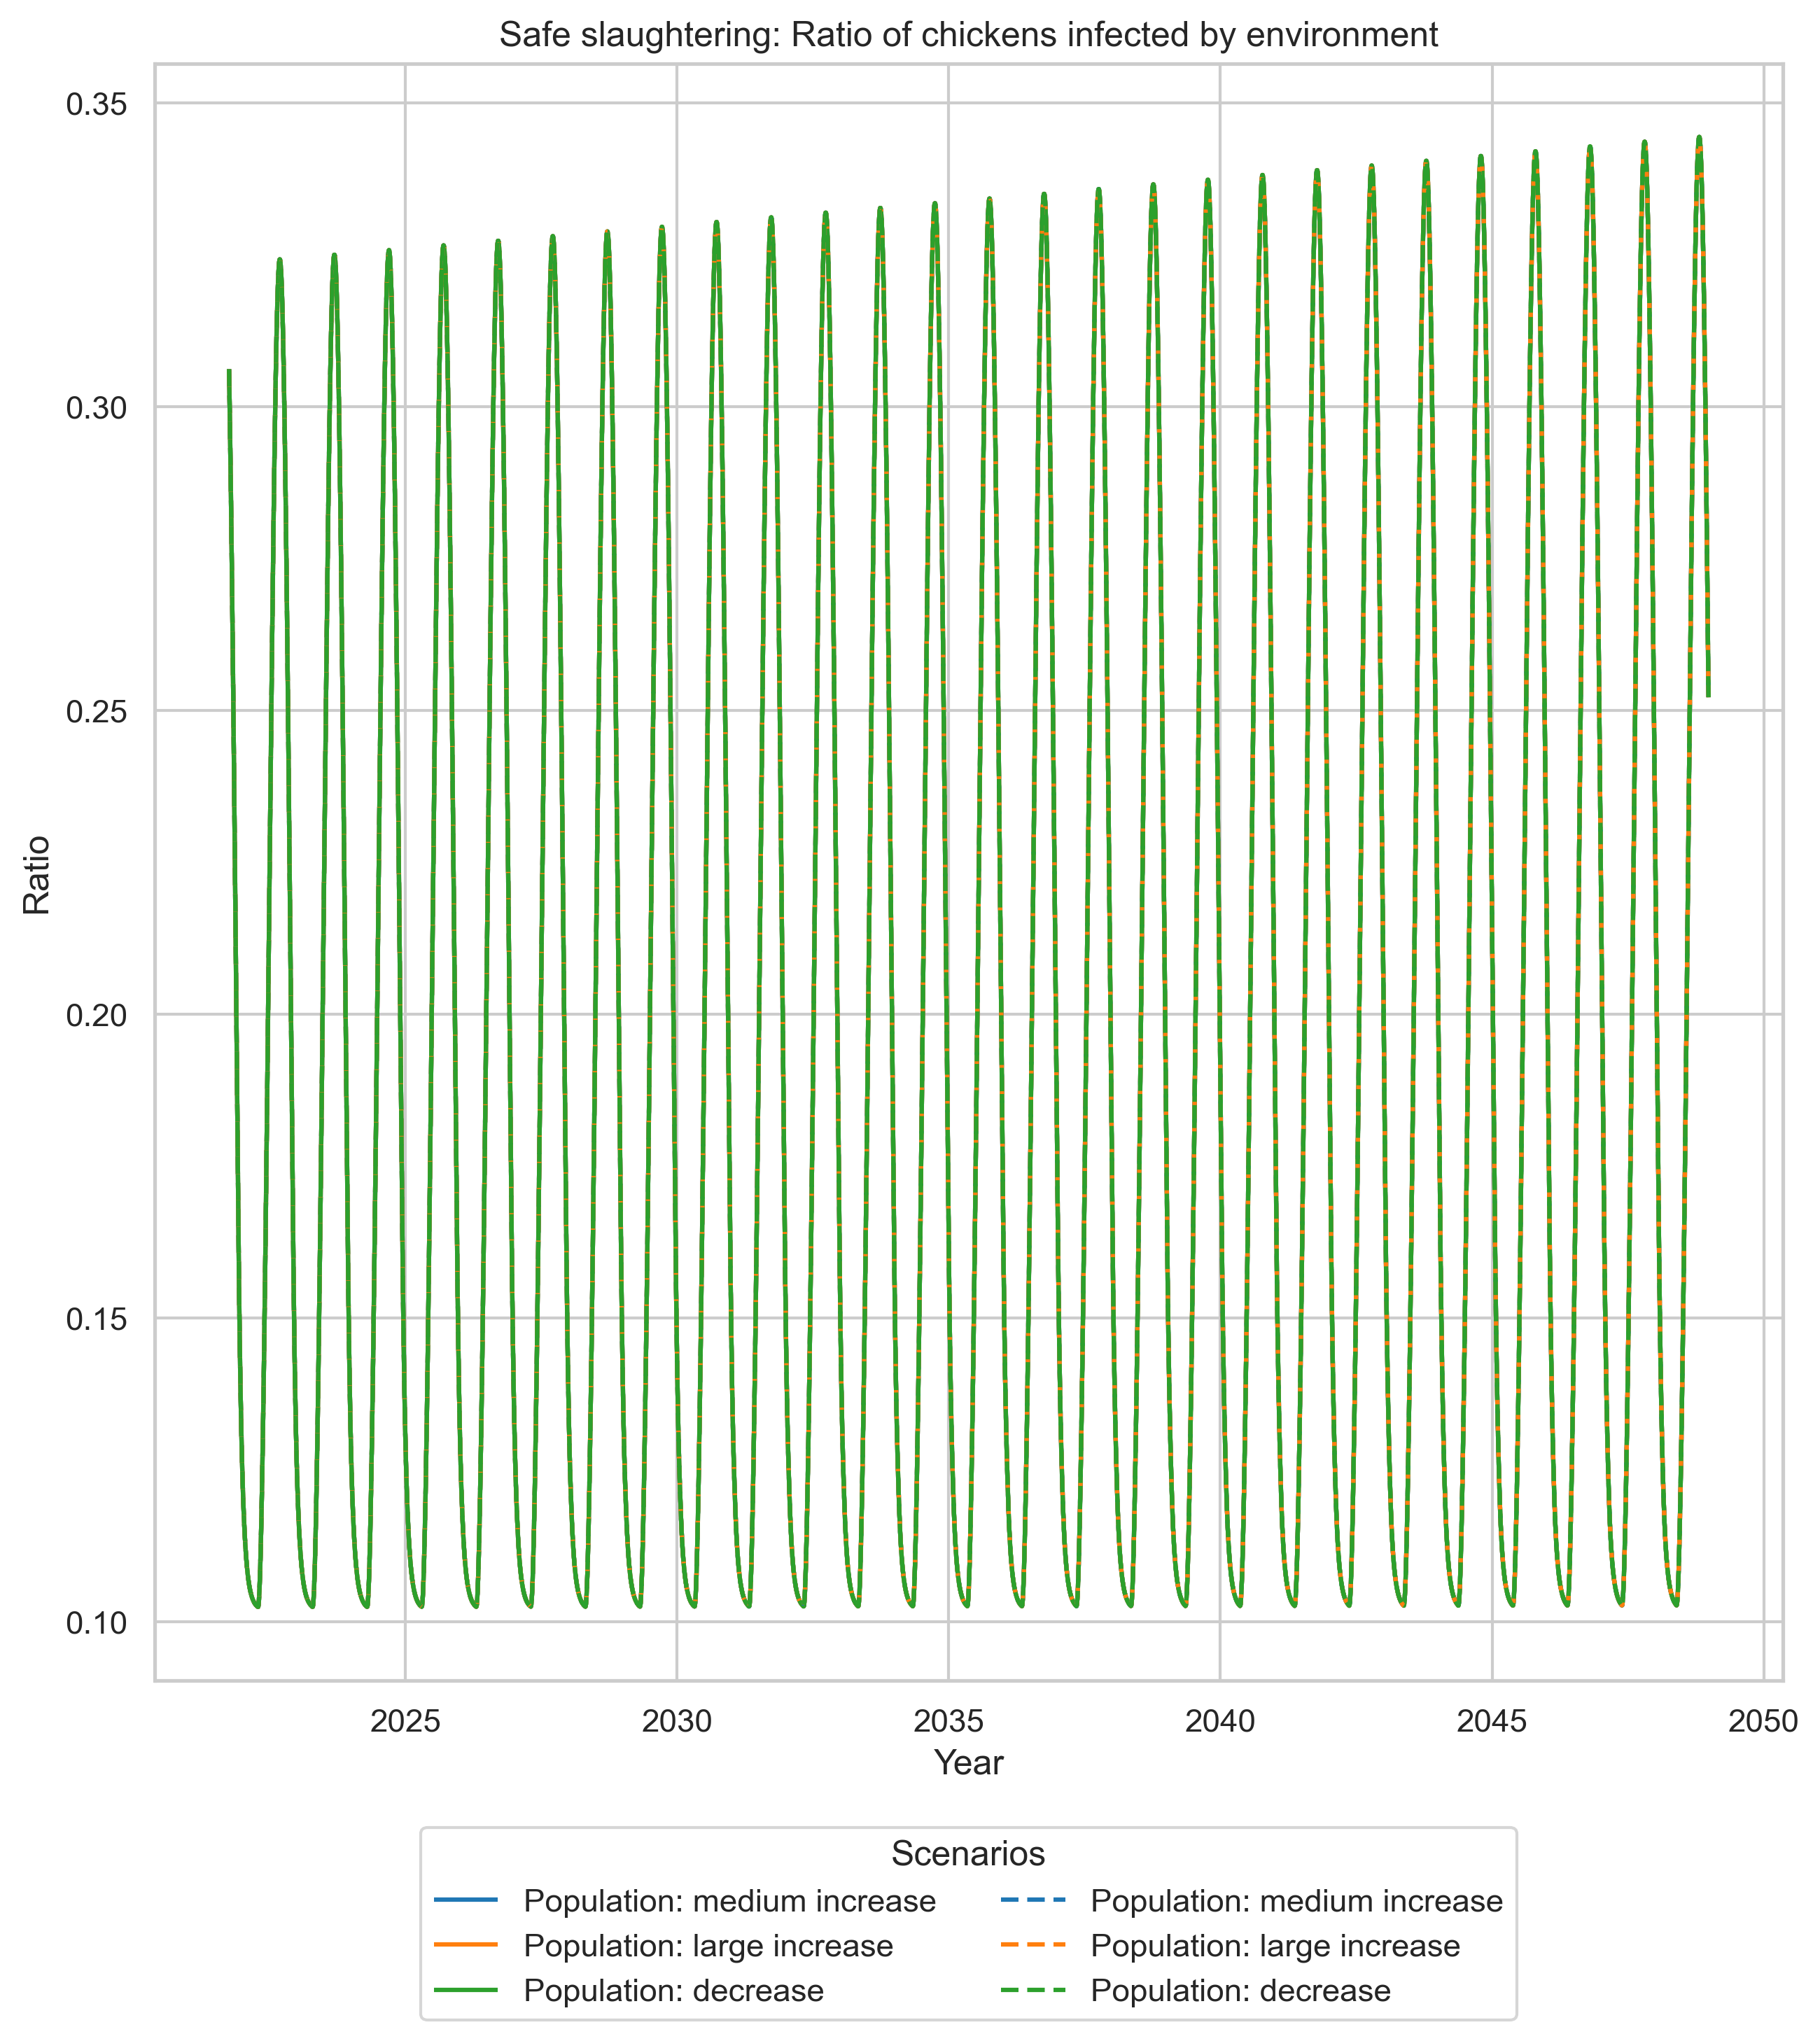 Safe slaughtering: Ratio of chickens infected by environment
0.35
0.30
0.25
0.20
0.15
0.10
Ratio
2025 2030 2035 2040 2045 2050
Year
Scenarios
Population: medium increase Population: medium increase
Population: large increase Population: large increase
Population: decrease Population: decrease